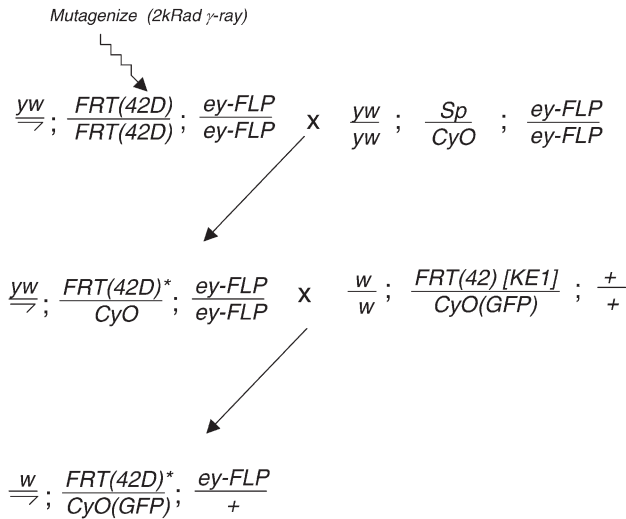 Mutagenize (2kRad γ-ray)
yw ; FRT(42D) ; ey-FLP x yw ; Sp ; ey-FLP
FRT(42D) ey-FLP yw CyO ey-FLP
yw ; FRT(42D)* ; ey-FLP x w ; FRT(42) [KE1] ; +
CyO ey-FLP w CyO(GFP) +
w ; FRT(42D)* ; ey-FLP
CyO(GFP) +